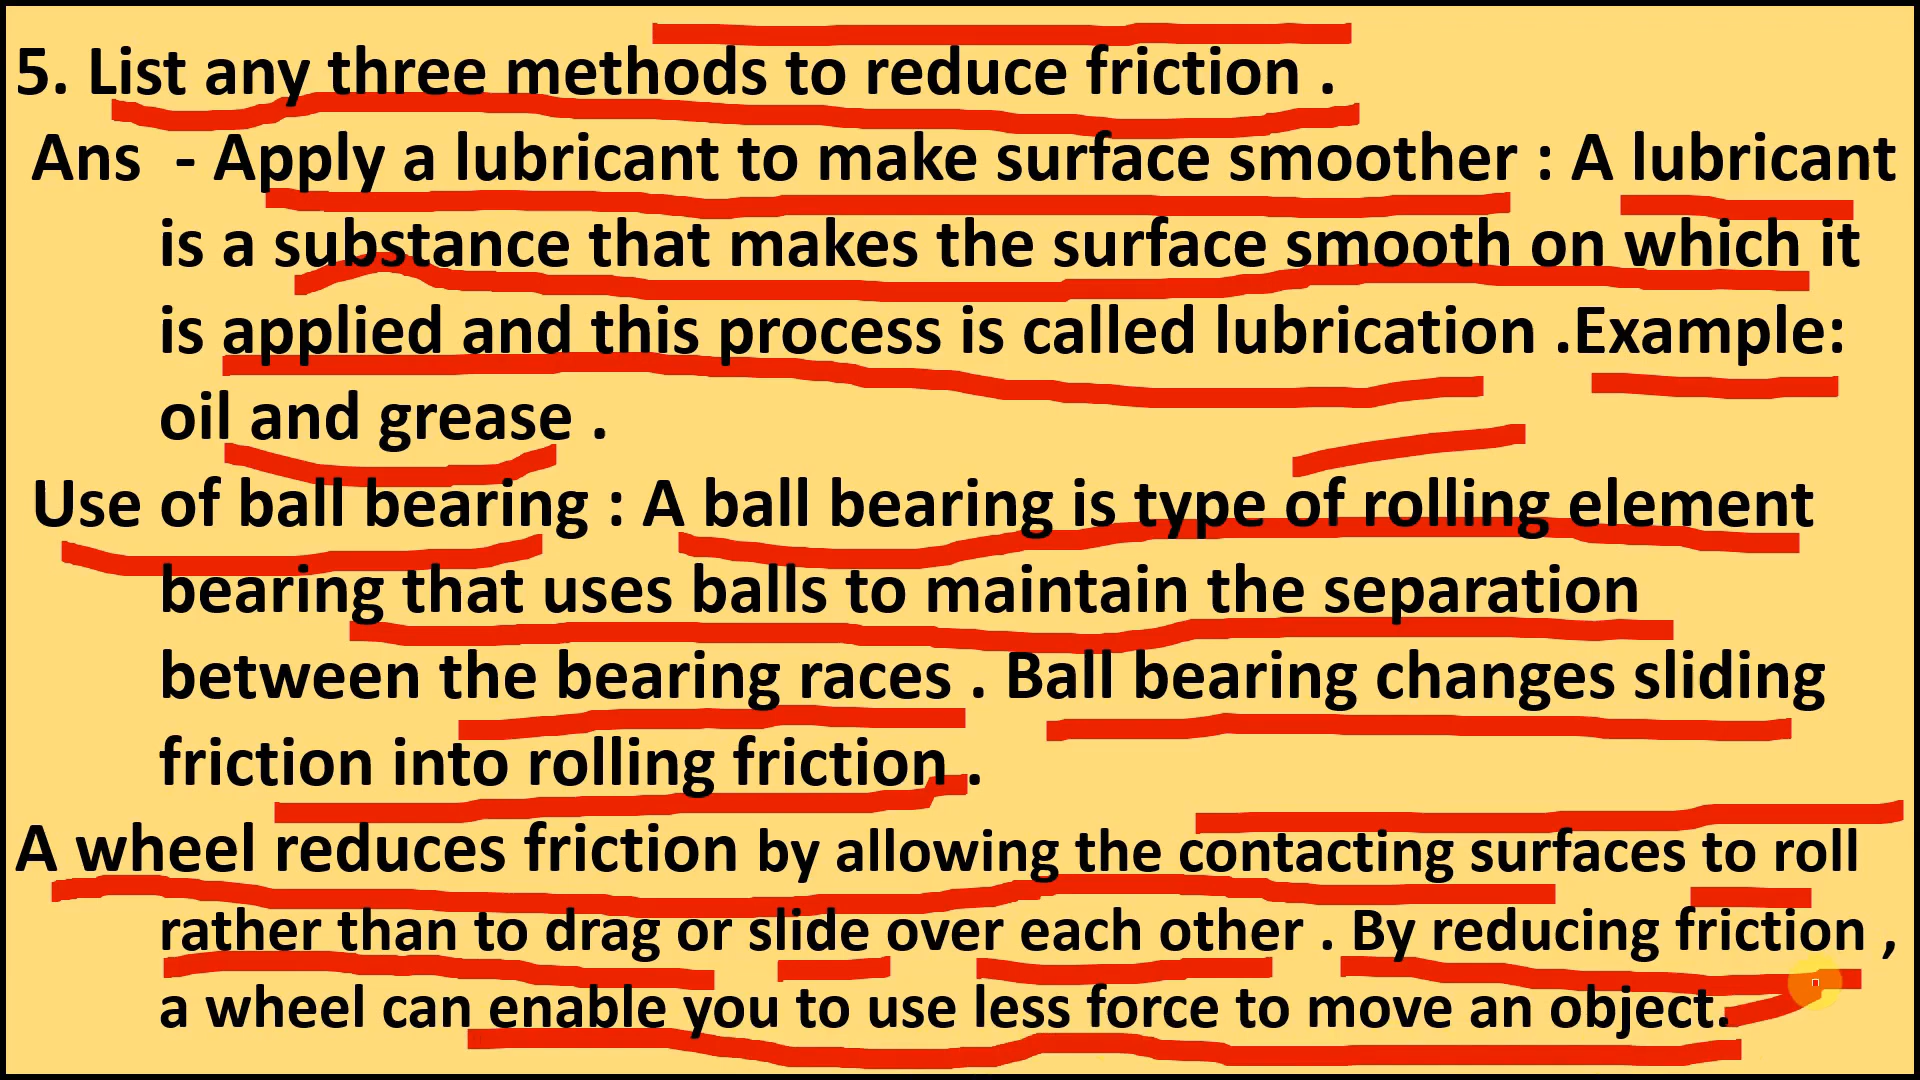 5. List any three methods to reduce friction .
Ans - Apply a lubricant to make surface smoother : A lubricant
is a substance that makes the surface smooth on which it
is applied and this process is called lubrication .Example:
oil and grease .
Use of ball bearing : A ball bearing is type of rolling element
bearing that uses balls to maintain the separation
between the bearing races . Ball bearing changes sliding
friction into rolling friction .
A wheel reduces friction by allowing the contacting surfaces to roll
rather than to drag or slide over each other . By reducing friction ,
a wheel can enable you to use less force to move an object.